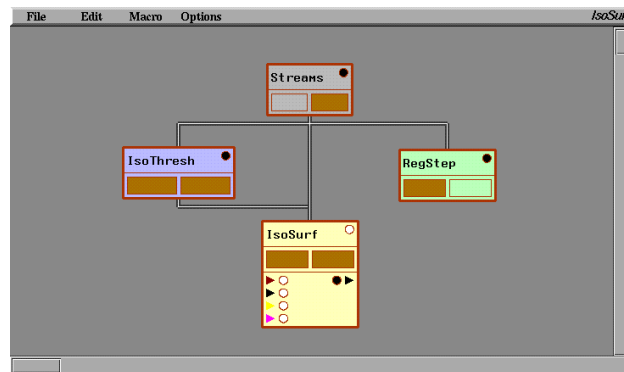 File Edit Macro Options IsoSur
Streams
IsoThresh
RegStep
IsoSurf